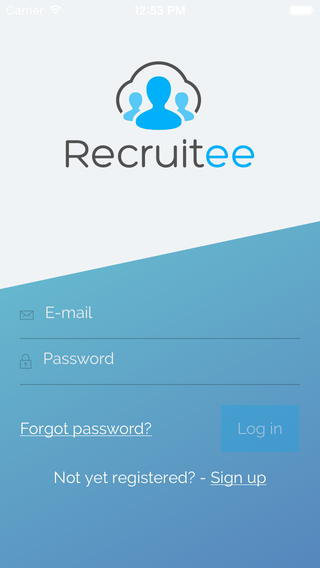 Carrier 12:53 PM
Recruitee
E-mail
Password
Forgot password? Log in
Not yet registered? - Sign up